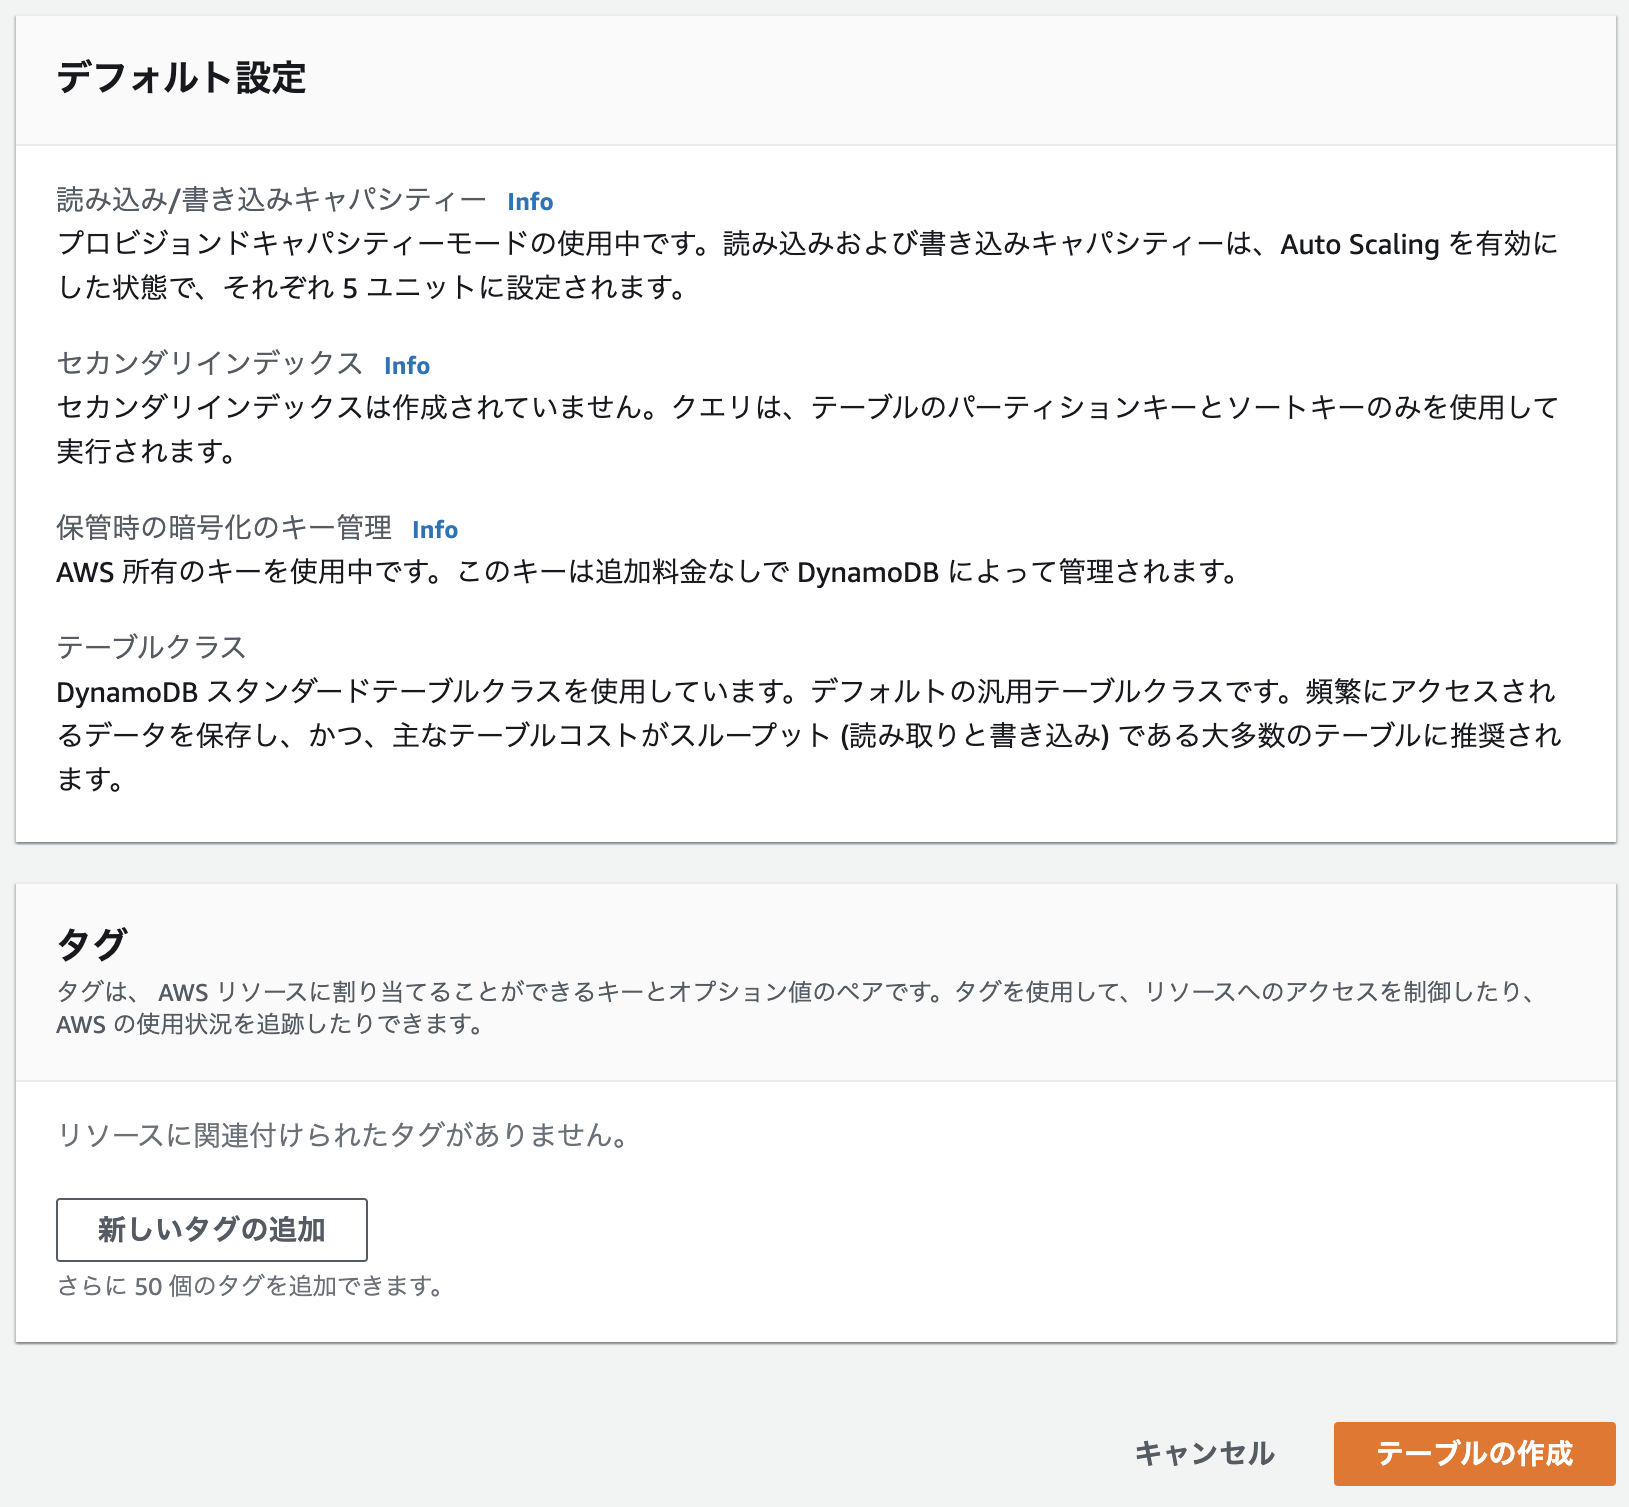 デフォルト設定
読み込み/書き込みキャパシティー Info
プロビジョンドキャパシティーモードの使用中です。読み込みおよび書き込みキャパシティーは、Auto Scaling を有効に
した状態で、それぞれ 5 ユニットに設定されます。
セカンダリインデックス Info
セカンダリインデックスは作成されていません。クエリは、テーブルのパーティションキーとソートキーのみを使用して
実行されます。
保管時の暗号化のキー管理 Info
AWS 所有のキーを使用中です。このキーは追加料金なしで DynamoDB によって管理されます。
テーブルクラス
DynamoDB スタンダードテーブルクラスを使用しています。デフォルトの汎用テーブルクラスです。頻繁にアクセスされ
るデータを保存し、かつ、主なテーブルコストがスループット (読み取りと書き込み) である大多数のテーブルに推奨され
ます。
タグ
タグは、 AWS リソースに割り当てることができるキーとオプション値のペアです。タグを使用して、リソースへのアクセスを制御したり、
AWS の使用状況を追跡したりできます。
リソースに関連付けられたタグがありません。
新しいタグの追加
さらに 50 個のタグを追加できます。
キャンセル テーブルの作成